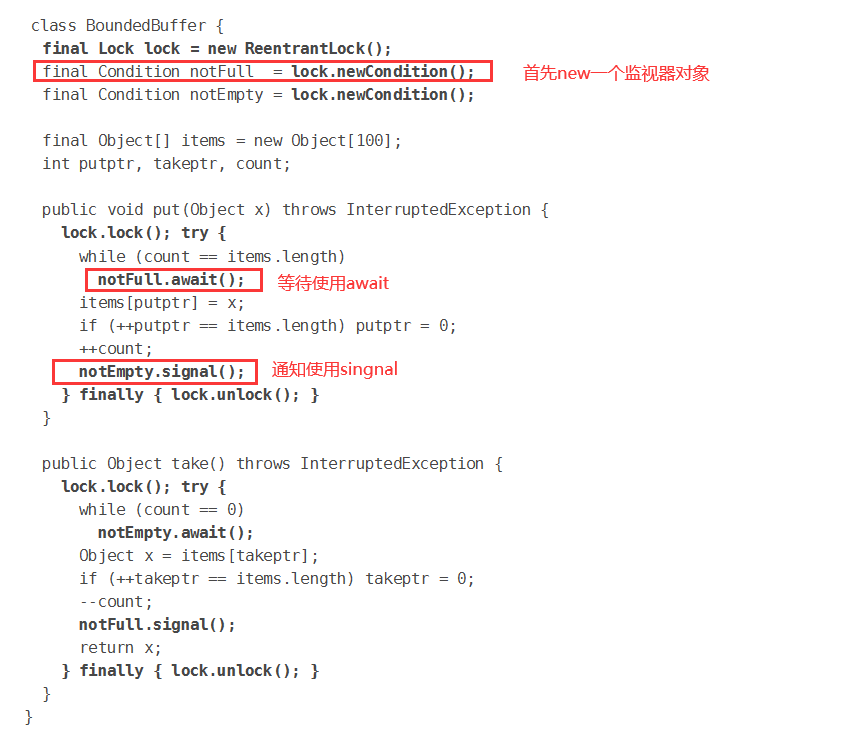 class BoundedBuffer {
final Lock lock = new ReentrantLock();
final Condition notFull  = lock.newCondition(); 首先new一个监视器对象
final Condition notEmpty = lock.newCondition();
final Object[] items = new Object[100];
int putptr, takeptr, count;
public void put(Object x) throws InterruptedException {
lock.lock(); try {
while (count == items.length)
notFull.await(); 等待使用await
items[putptr] = x;
if (++putptr == items.length) putptr = 0;
++count;
notEmpty.signal(); 通知使用singnal
} finally { lock.unlock(); }
}
public Object take() throws InterruptedException {
lock.lock(); try {
while (count == 0)
notEmpty.await();
Object x = items[takeptr];
if (++takeptr == items.length) takeptr = 0;
--count;
notFull.signal();
return x;
} finally { lock.unlock(); }
}
}